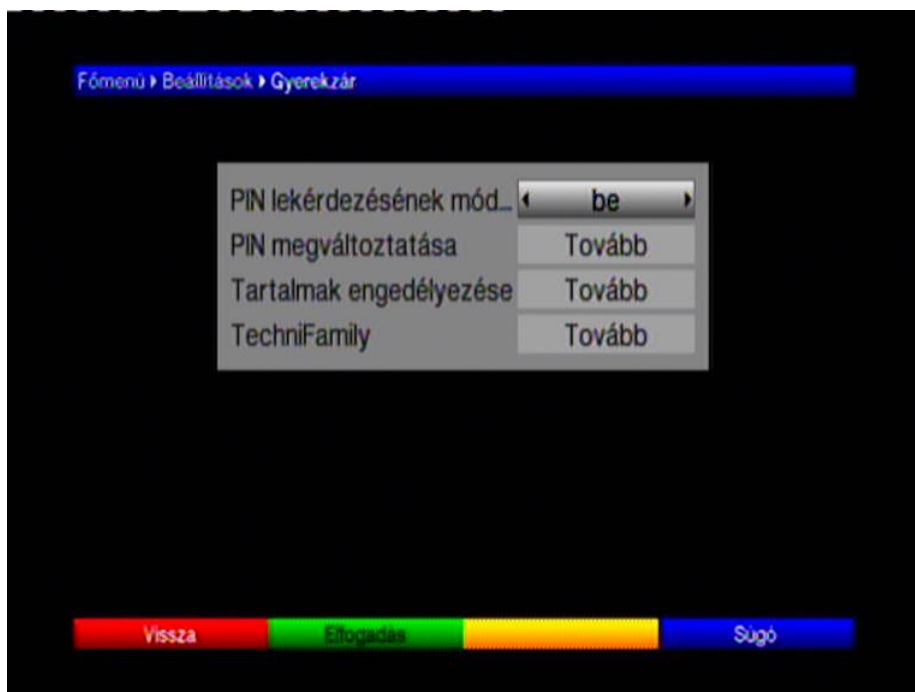 Főmenü ▸ Beállítások ▸ Gyerekzár
PIN lekérdezésének mód... be
PIN megváltoztatása Tovább
Tartalmak engedélyezése Tovább
TechniFamily Tovább
Vissza Elfogadás Súgó